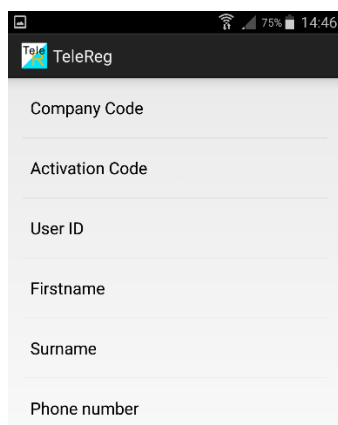 75% 14:46
Tele R TeleReg
Company Code
Activation Code
User ID
Firstname
Surname
Phone number